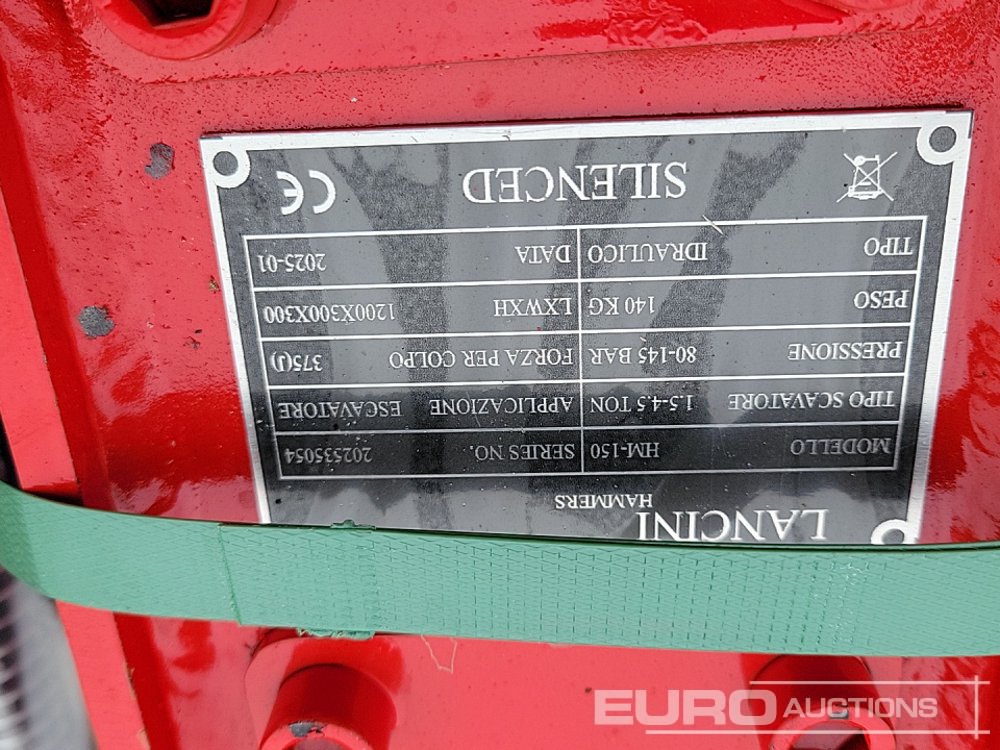 LANCINI
HAMMERS
MODELLO HM-150 SERIES NO. 202535054
TIPO SCAVATORE 1.5-4.5 TON APPLICAZIONE ESCAVATORE
PRESSIONE 80-145 BAR FORZA PER COLPO 375(J)
PESO 140 KG LXWXH 1200X300X300
TIPO IDRAULICO DATA 2025-01
SILENCED
CE
EURO AUCTIONS